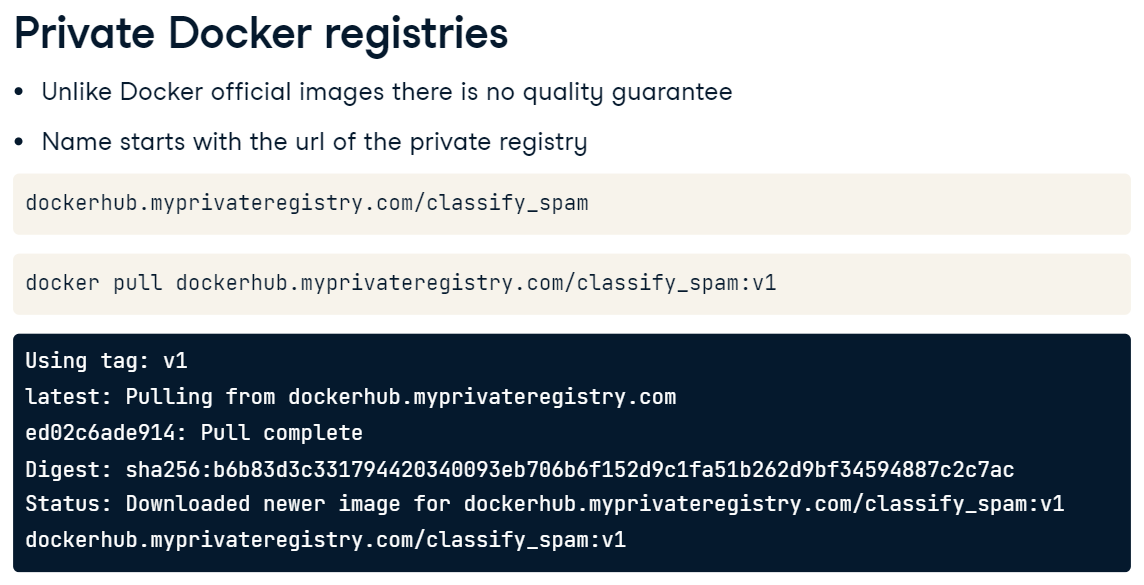 Private Docker registries
• Unlike Docker official images there is no quality guarantee
• Name starts with the url of the private registry
dockerhub.myprivateregistry.com/classify_spam
docker pull dockerhub.myprivateregistry.com/classify_spam:v1
Using tag: v1
latest: Pulling from dockerhub.myprivateregistry.com
ed02c6ade914: Pull complete
Digest: sha256:b6b83d3c331794420340093eb706b6f152d9c1fa51b262d9bf34594887c2c7ac
Status: Downloaded newer image for dockerhub.myprivateregistry.com/classify_spam:v1
dockerhub.myprivateregistry.com/classify_spam:v1